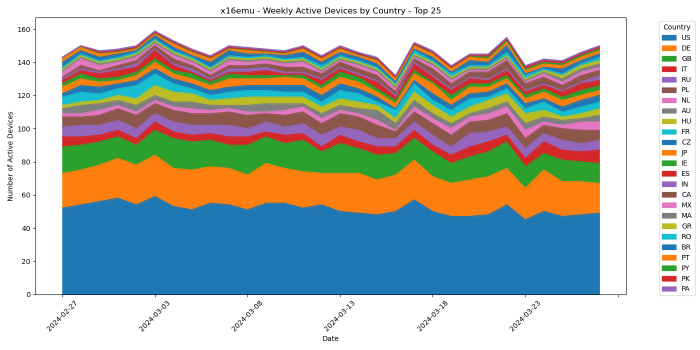 x16emu - Weekly Active Devices by Country - Top 25
Number of Active Devices
160
140
120
100
80
60
40
20
0
2024-02-27
2024-03-03
2024-03-08
2024-03-13
2024-03-18
2024-03-23
Date
Country
US
DE
GB
IT
RU
PL
NL
AU
HU
FR
CZ
JP
IE
ES
IN
CA
MX
MA
GR
RO
BR
PT
PY
PK
PA